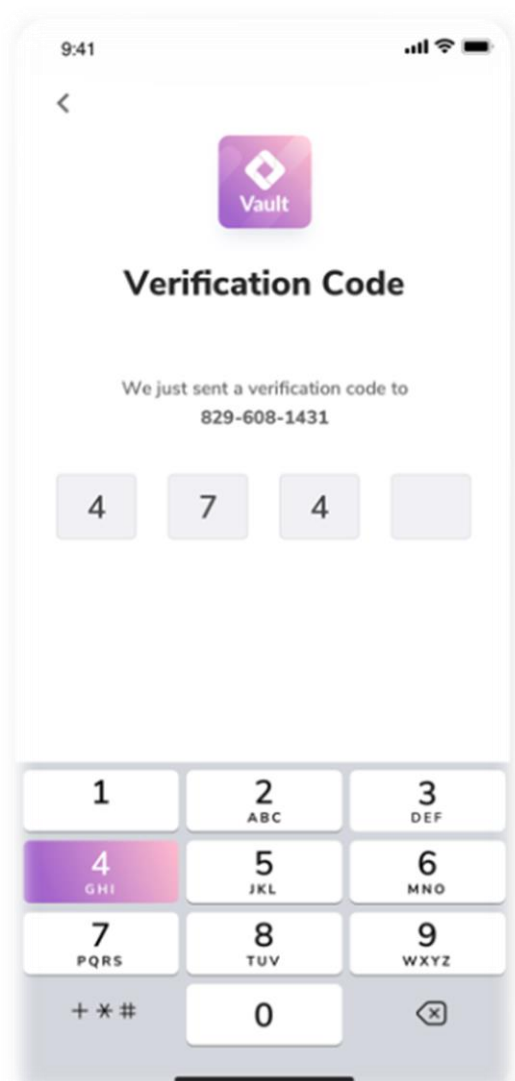 9:41
Vault
Verification Code
We just sent a verification code to
829-608-1431
4 7 4
1 2 3
ABC DEF
4 5 6
GHI JKL MNO
7 8 9
PQRS TUV WXYZ
+ * # 0